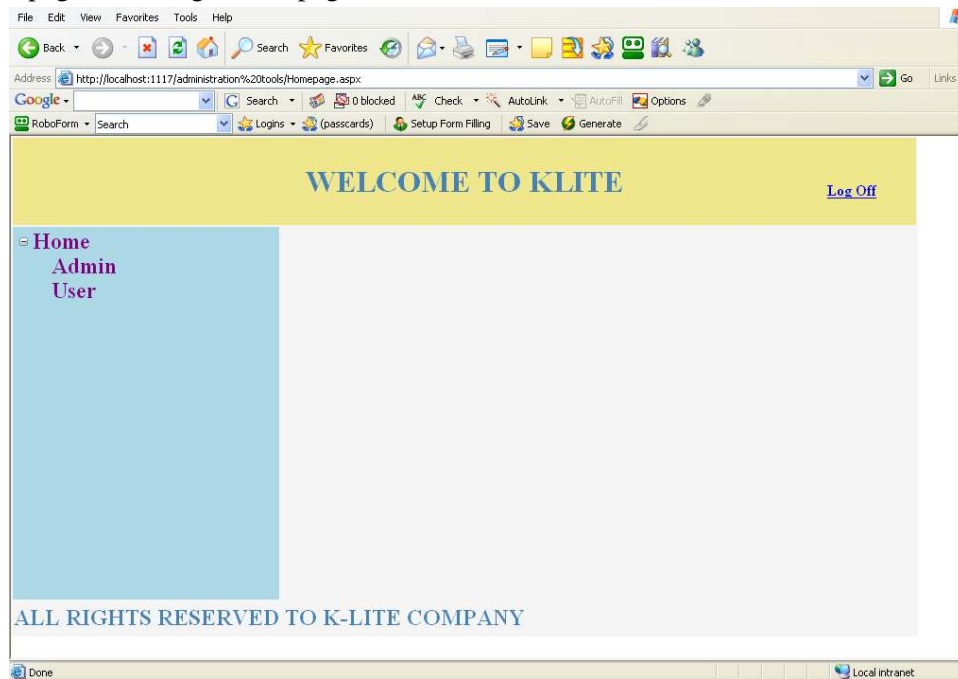 File Edit View Favorites Tools Help
Back Search Favorites
Address http://localhost:1117/administration%20tools/Homepage.aspx Go Links
Google Search 0 blocked ABC Check AutoLink AutoFill Options
RoboForm Search Logins (passcards) Setup Form Filling Save Generate
WELCOME TO KLITE
Log Off
Home
Admin
User
ALL RIGHTS RESERVED TO K-LITE COMPANY
Done Local intranet